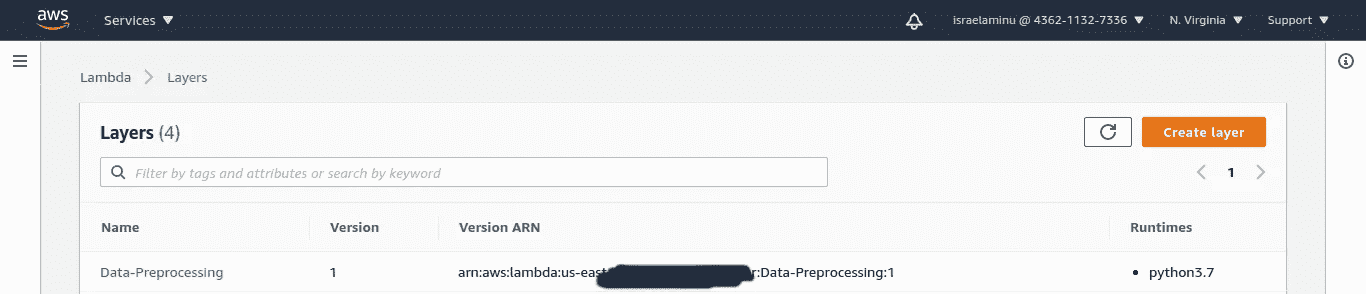 aws Services israelaminu @ 4362-1132-7336 N. Virginia Support
Lambda Layers
Layers (4) Create layer
Filter by tags and attributes or search by keyword
1
Name Version Version ARN Runtimes
Data-Preprocessing 1 arn:aws:lambda:us-east :Data-Preprocessing:1 • python3.7